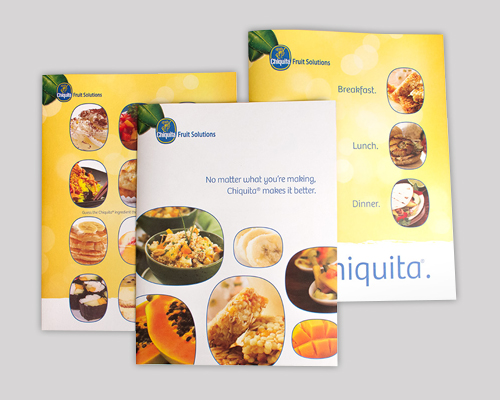 Chiquita
Fruit Solutions
Chiquita
Fruit Solutions
No matter what you're making,
Chiquita® makes it better.
Chiquita
Fruit Solutions
Breakfast.
Lunch.
Dinner.
hiquita®.